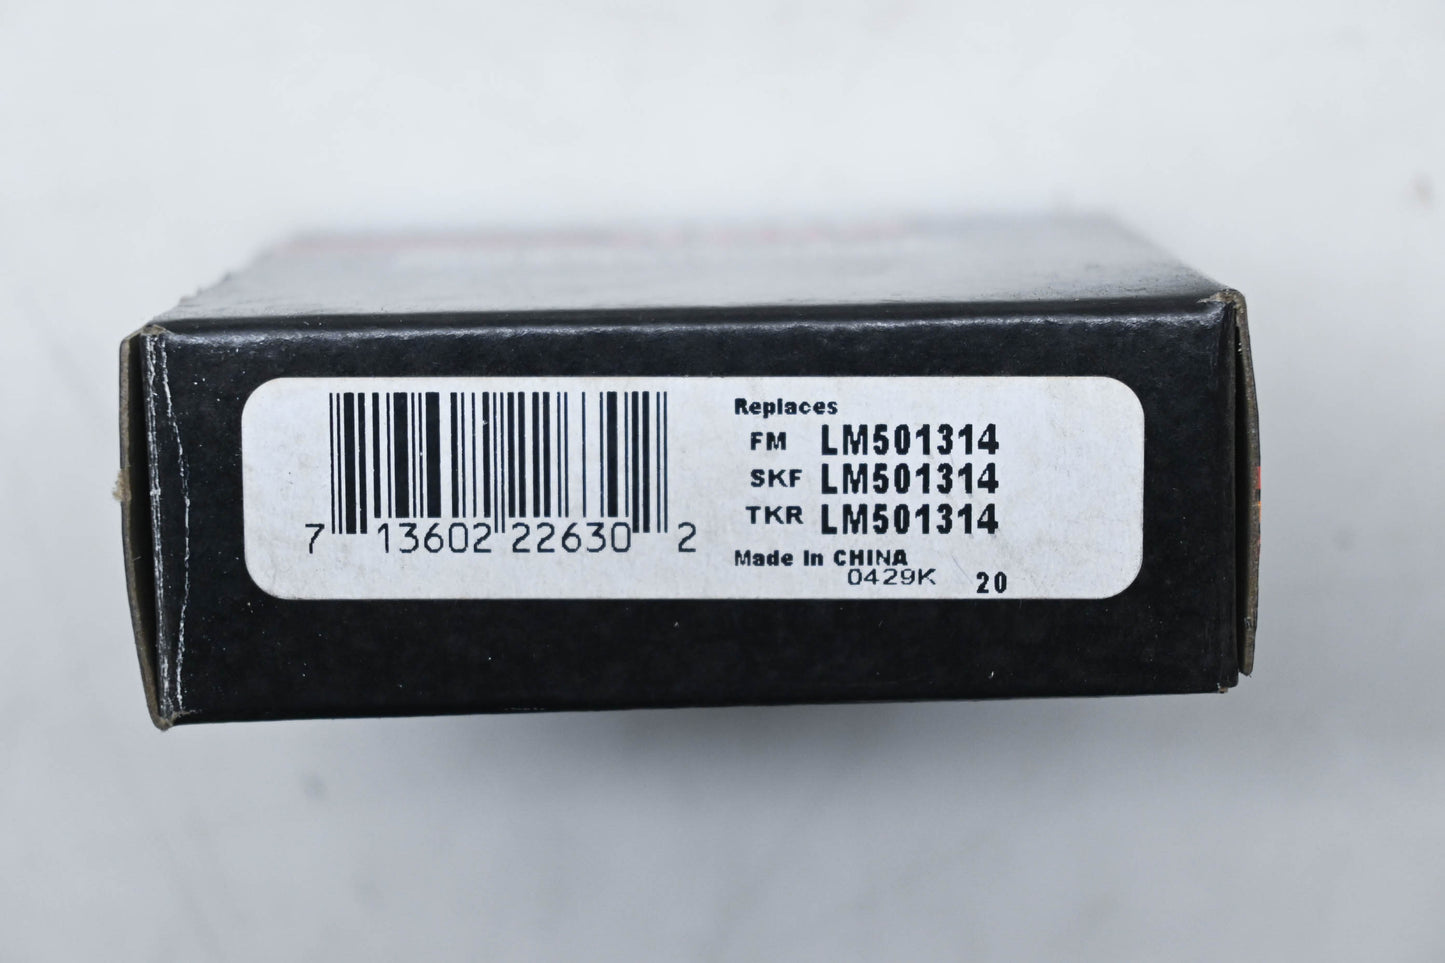 7 13602 22630 2
Replaces
FM LM501314
SKF LM501314
TKR LM501314
Made In CHINA
0429K 20